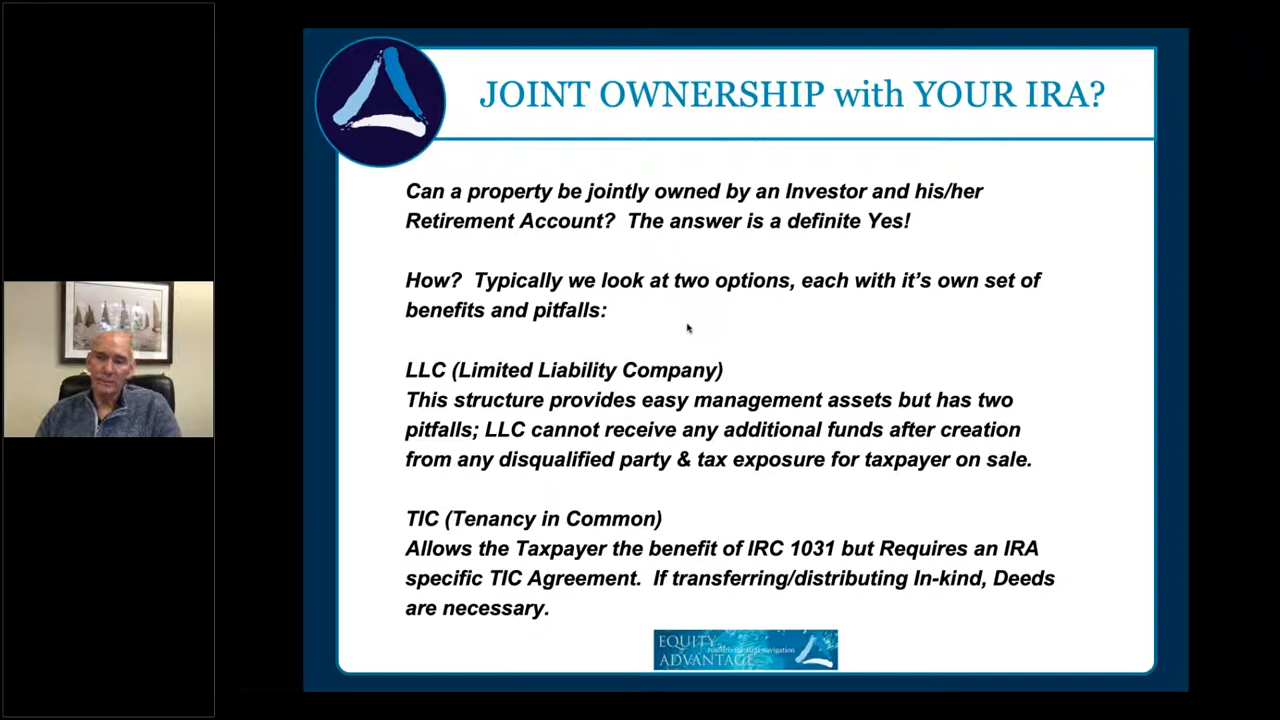 JOINT OWNERSHIP with YOUR IRA?
Can a property be jointly owned by an Investor and his/her
Retirement Account?  The answer is a definite Yes!
How?  Typically we look at two options, each with it's own set of
benefits and pitfalls:
LLC (Limited Liability Company)
This structure provides easy management assets but has two
pitfalls; LLC cannot receive any additional funds after creation
from any disqualified party & tax exposure for taxpayer on sale.
TIC (Tenancy in Common)
Allows the Taxpayer the benefit of IRC 1031 but Requires an IRA
specific TIC Agreement.  If transferring/distributing In-kind, Deeds
are necessary.
EQUITY
navigation
ADVANTAGE